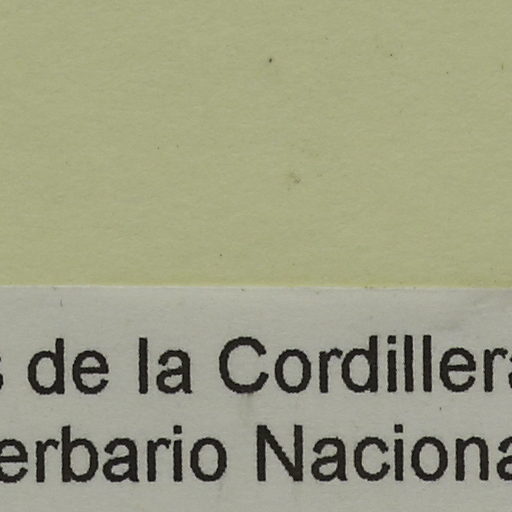 s de la Cordillera
erbario Naciona